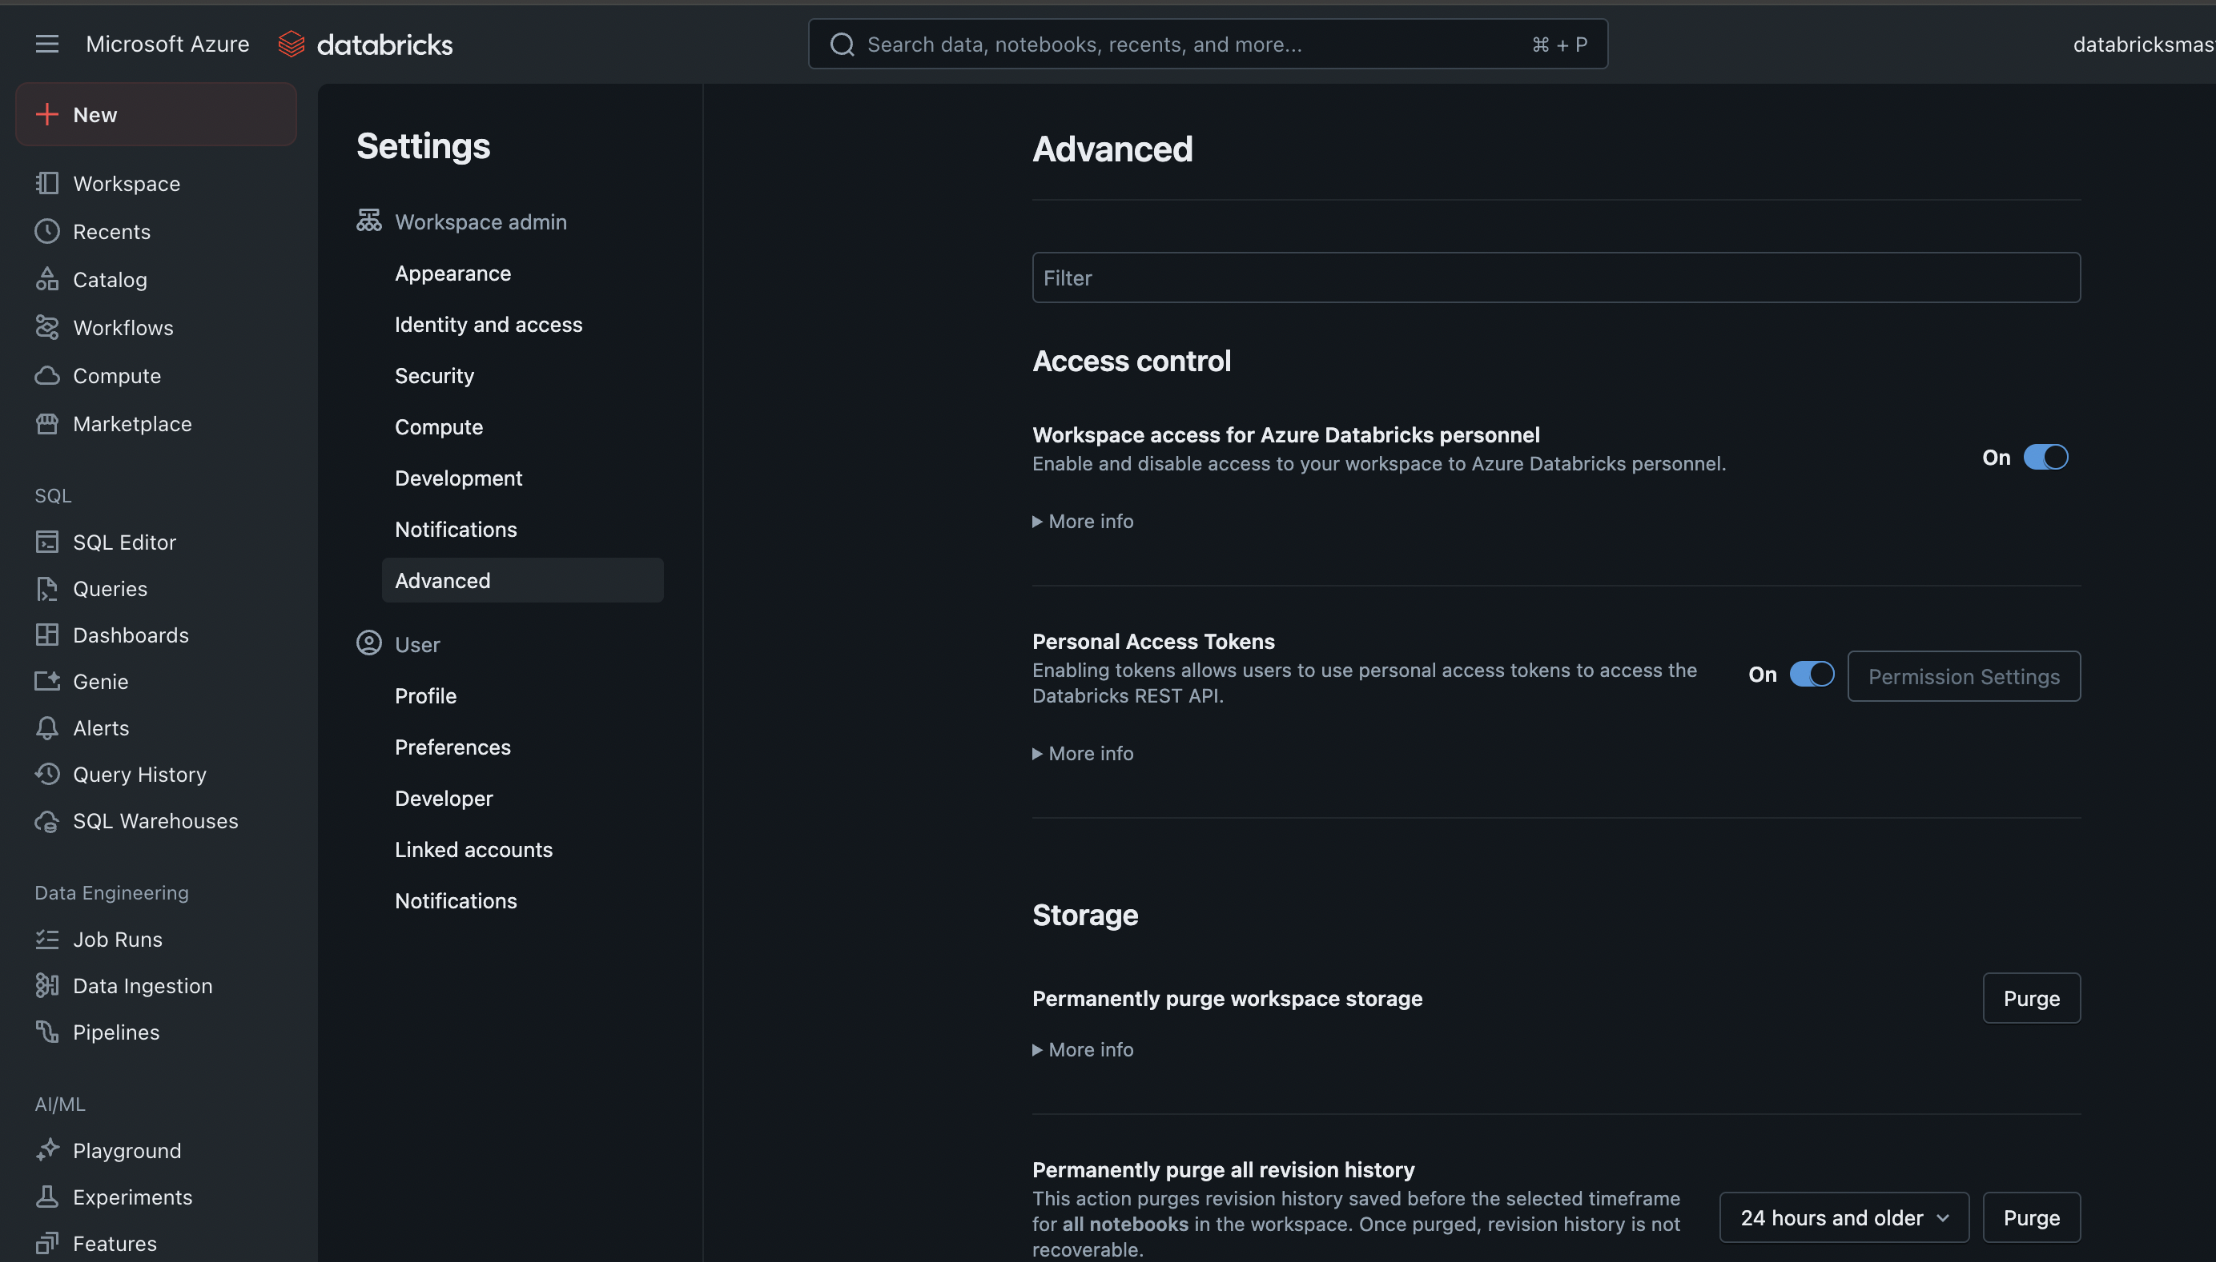 Microsoft Azure databricks
Search data, notebooks, recents, and more... ⌘ + P
databricksmas
New
Workspace
Recents
Catalog
Workflows
Compute
Marketplace
SQL
SQL Editor
Queries
Dashboards
Genie
Alerts
Query History
SQL Warehouses
Data Engineering
Job Runs
Data Ingestion
Pipelines
AI/ML
Playground
Experiments
Features
Settings
Workspace admin
Appearance
Identity and access
Security
Compute
Development
Notifications
Advanced
User
Profile
Preferences
Developer
Linked accounts
Notifications
Advanced
Filter
Access control
Workspace access for Azure Databricks personnel
Enable and disable access to your workspace to Azure Databricks personnel.
On
More info
Personal Access Tokens
Enabling tokens allows users to use personal access tokens to access the
Databricks REST API.
On
Permission Settings
More info
Storage
Permanently purge workspace storage
Purge
More info
Permanently purge all revision history
This action purges revision history saved before the selected timeframe
for all notebooks in the workspace. Once purged, revision history is not
recoverable.
24 hours and older
Purge